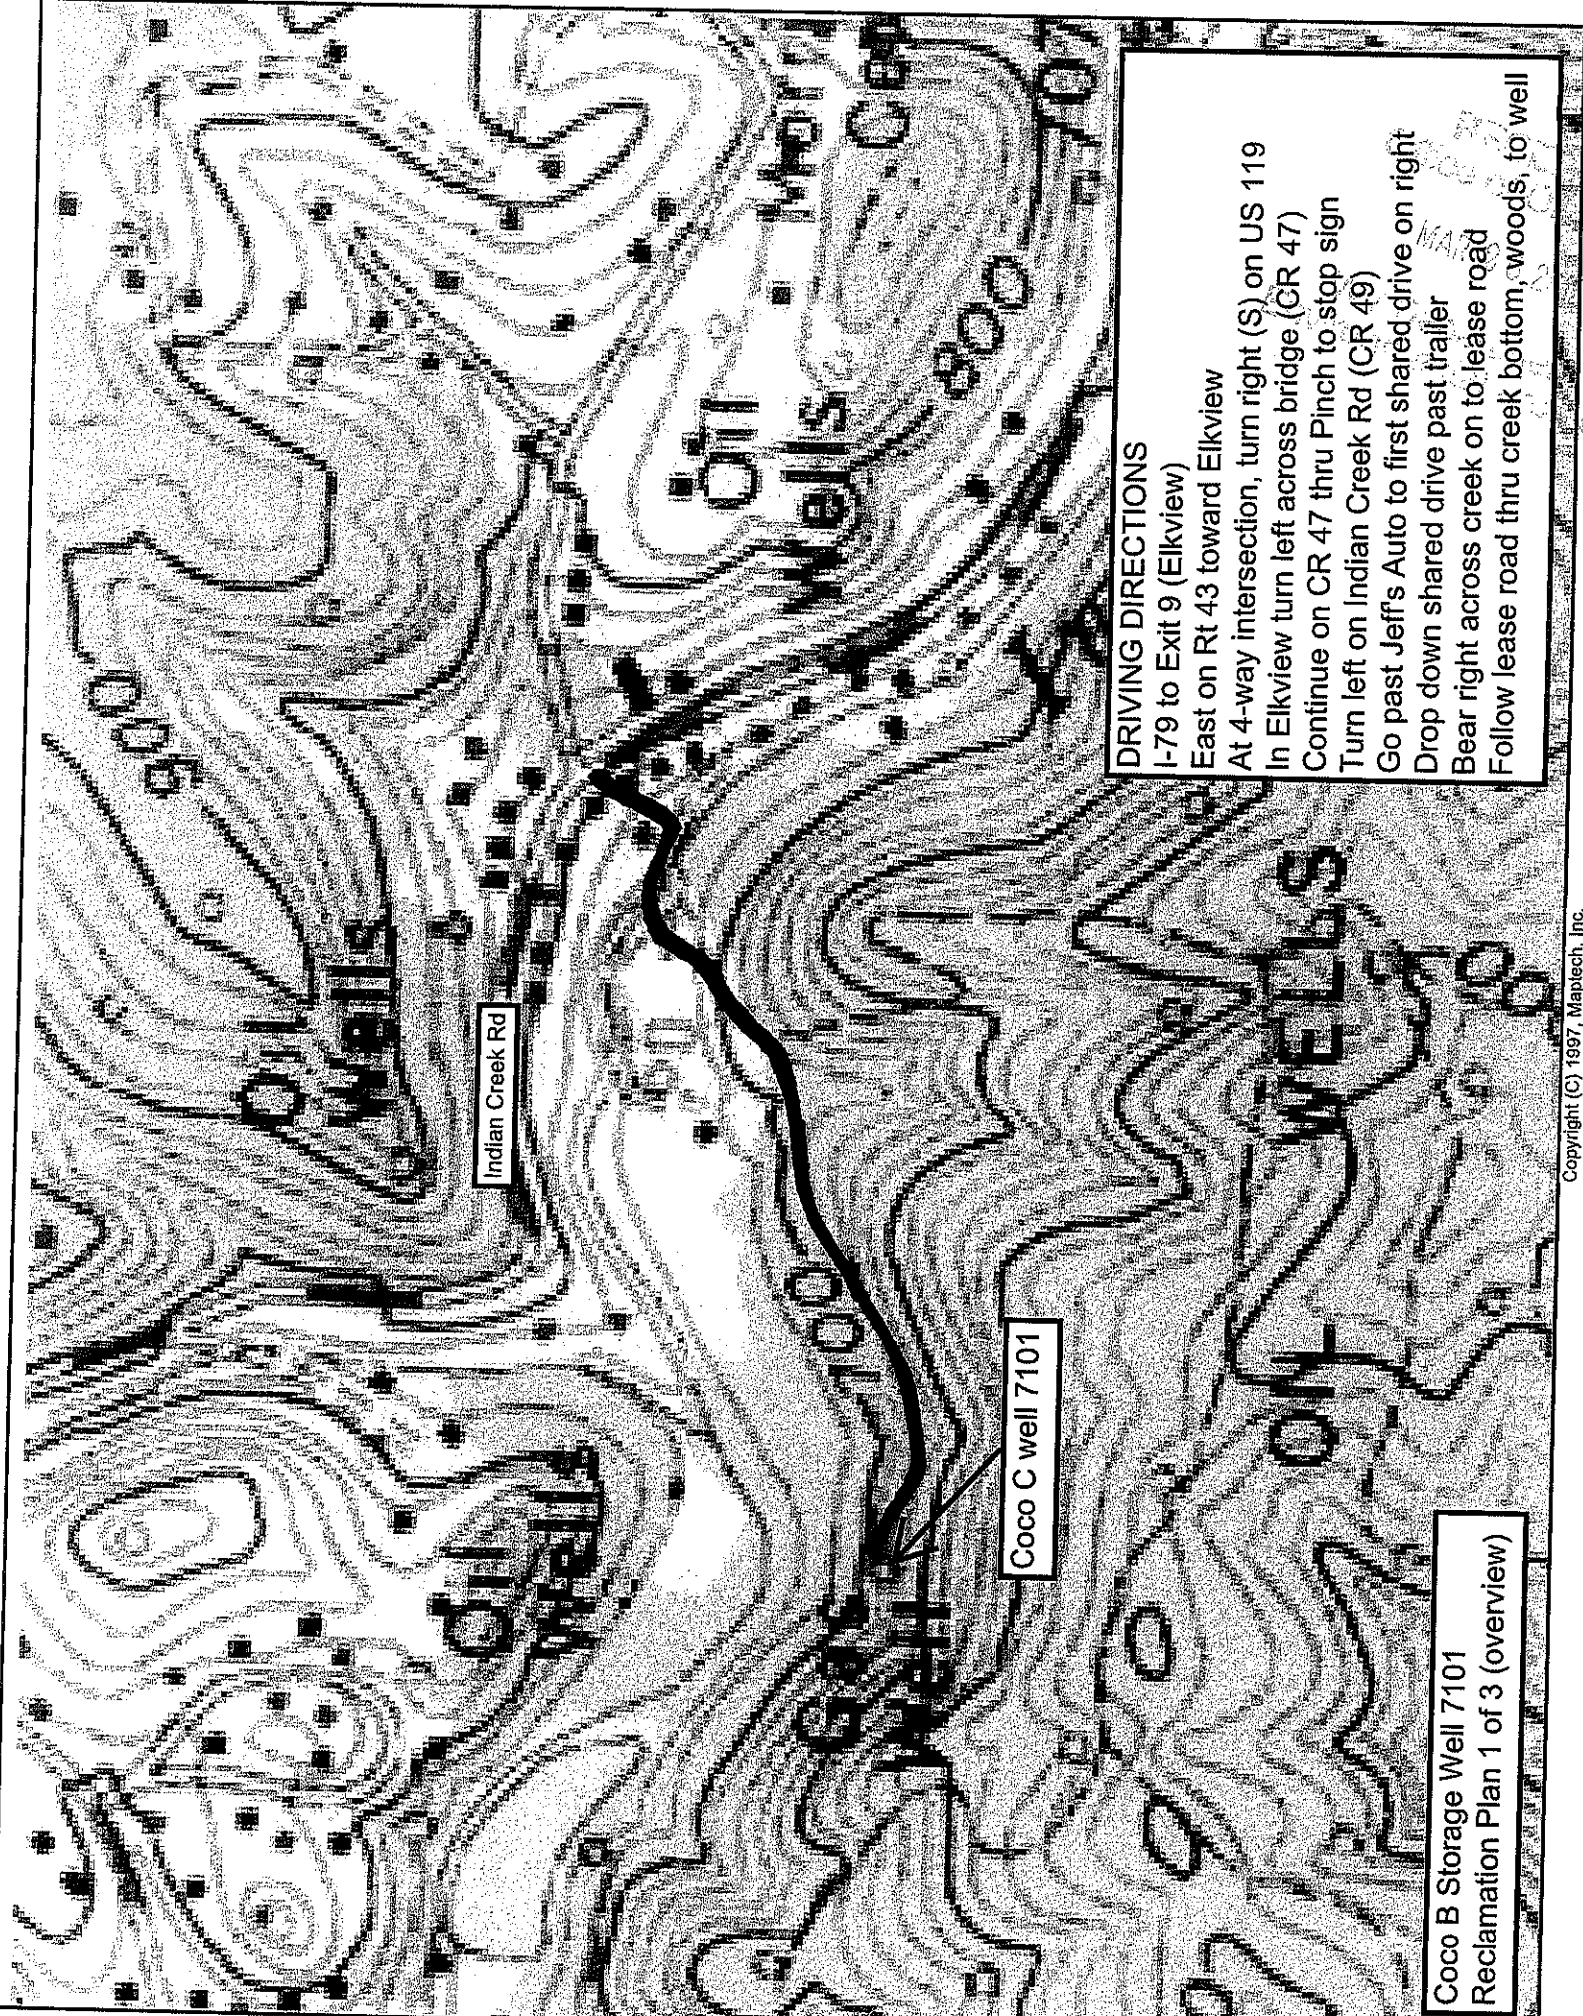 900
Oil
Wells
Indian Creek Rd
Oil
Wells
800
Oil
Wells
700
Gas
Well
Coco C well 7101
OIL
WELLS
DRIVING DIRECTIONS
I-79 to Exit 9 (Elkview)
East on Rt 43 toward Elkview
At 4-way intersection, turn right (S) on US 119
In Elkview turn left across bridge (CR 47)
Continue on CR 47 thru Pinch to stop sign
Turn left on Indian Creek Rd (CR 49)
Go past Jeff's Auto to first shared drive on right
Drop down shared drive past trailer
Bear right across creek on to lease road
Follow lease road thru creek bottom, woods, to well
Coco B Storage Well 7101
Reclamation Plan 1 of 3 (overview)
Copyright (C) 1997, Maptech, Inc.